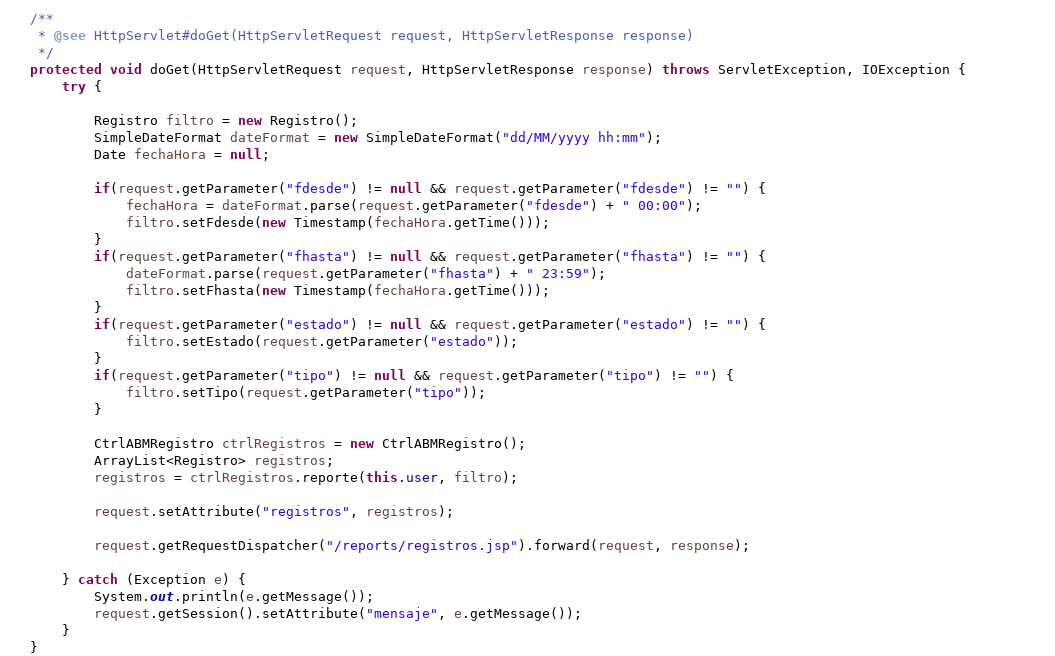 /**
 * @see HttpServlet#doGet(HttpServletRequest request, HttpServletResponse response)
 */
protected void doGet(HttpServletRequest request, HttpServletResponse response) throws ServletException, IOException {
    try {

        Registro filtro = new Registro();
        SimpleDateFormat dateFormat = new SimpleDateFormat("dd/MM/yyyy hh:mm");
        Date fechaHora = null;

        if(request.getParameter("fdesde") != null && request.getParameter("fdesde") != "") {
            fechaHora = dateFormat.parse(request.getParameter("fdesde") + " 00:00");
            filtro.setFdesde(new Timestamp(fechaHora.getTime()));
        }
        if(request.getParameter("fhasta") != null && request.getParameter("fhasta") != "") {
            dateFormat.parse(request.getParameter("fhasta") + " 23:59");
            filtro.setFhasta(new Timestamp(fechaHora.getTime()));
        }
        if(request.getParameter("estado") != null && request.getParameter("estado") != "") {
            filtro.setEstado(request.getParameter("estado"));
        }
        if(request.getParameter("tipo") != null && request.getParameter("tipo") != "") {
            filtro.setTipo(request.getParameter("tipo"));
        }

        CtrlABMRegistro ctrlRegistros = new CtrlABMRegistro();
        ArrayList<Registro> registros;
        registros = ctrlRegistros.reporte(this.user, filtro);

        request.setAttribute("registros", registros);

        request.getRequestDispatcher("/reports/registros.jsp").forward(request, response);

    } catch (Exception e) {
        System.out.println(e.getMessage());
        request.getSession().setAttribute("mensaje", e.getMessage());
    }
}